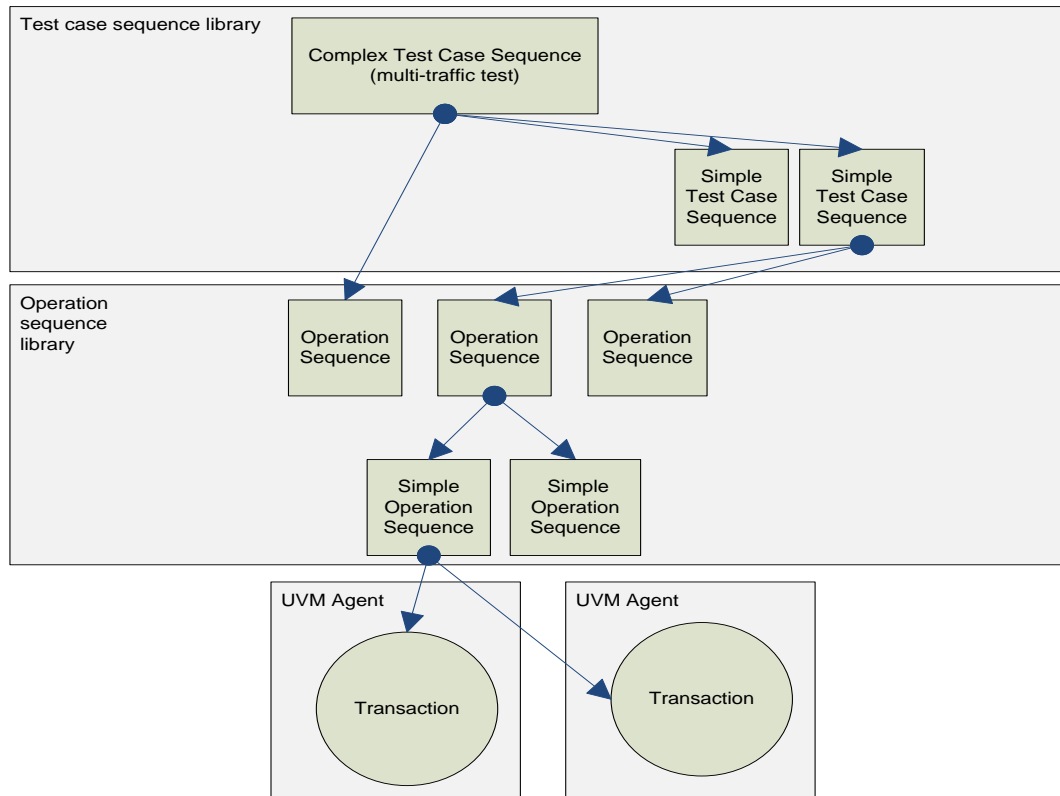 Test case sequence library
Complex Test Case Sequence
(multi-traffic test)
Simple
Test Case
Sequence
Simple
Test Case
Sequence
Operation
sequence
library
Operation
Sequence
Operation
Sequence
Operation
Sequence
Simple
Operation
Sequence
Simple
Operation
Sequence
UVM Agent
Transaction
UVM Agent
Transaction